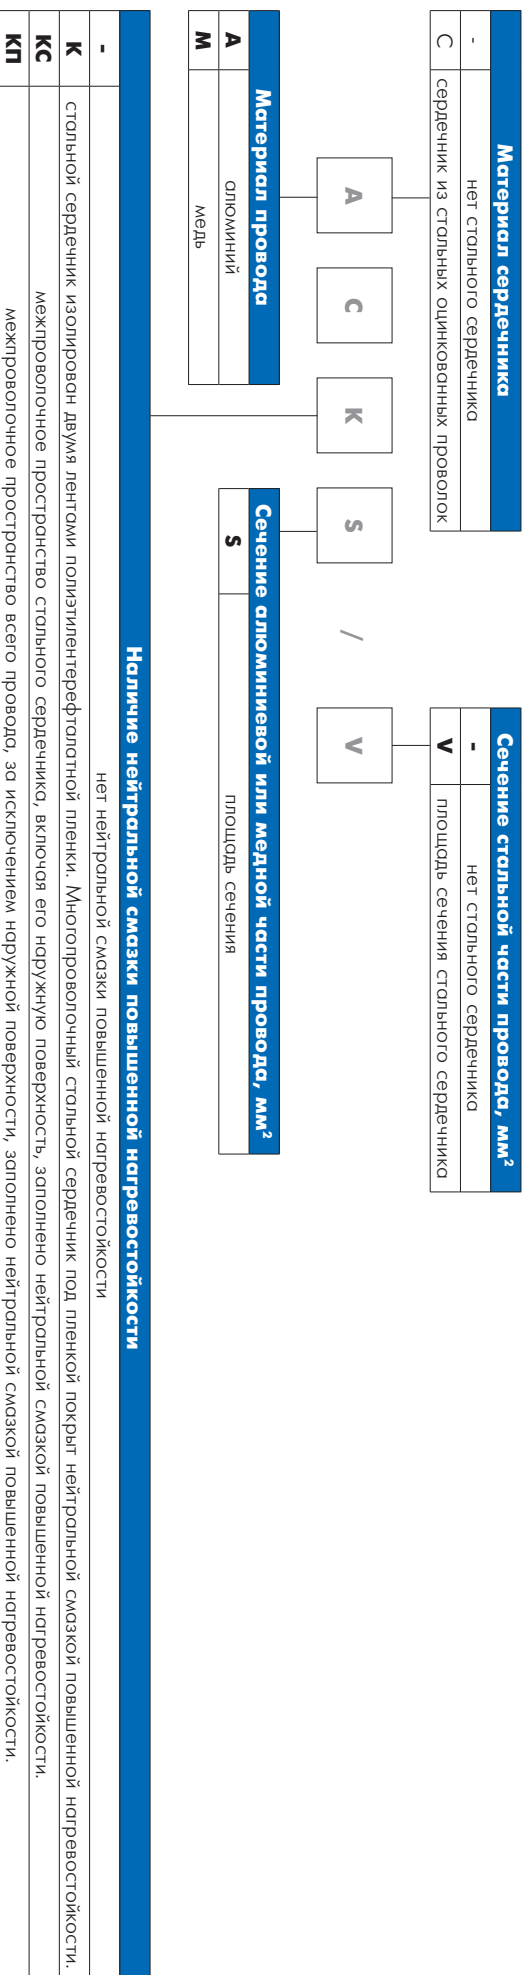 Материал сердечника
- нет стального сердечника
С сердечник из стальных оцинкованных проволок
Сечение стальной части провода, мм²
- нет стального сердечника
V площадь сечения стального сердечника
А С К S / V
Материал провода
А алюминий
М медь
Сечение алюминиевой или медной части провода, мм²
S площадь сечения
Наличие нейтральной смазки повышенной нагревостойкости
- нет нейтральной смазки повышенной нагревостойкости
К стальной сердечник изолирован двумя лентами полиэтилентерефталатной пленки. Многопроволочный стальной сердечник под пленкой покрыт нейтральной смазкой повышенной нагревостойкости.
КС межпроволочное пространство стального сердечника, включая его наружную поверхность, заполнено нейтральной смазкой повышенной нагревостойкости.
КП межпроволочное пространство всего провода, за исключением наружной поверхности, заполнено нейтральной смазкой повышенной нагревостойкости.